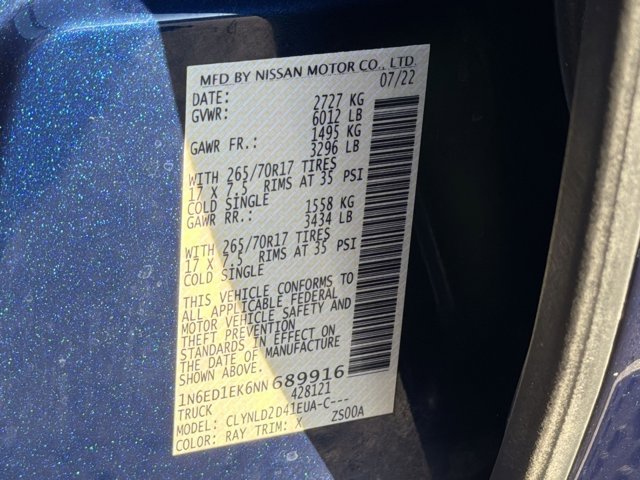 MFD BY NISSAN MOTOR CO., LTD.
DATE: 07/22
GVWR: 2727 KG
6012 LB
GAWR FR.: 1495 KG
3296 LB
WITH 265/70R17 TIRES
17 X 7.5 RIMS AT 35 PSI
COLD SINGLE
GAWR RR.: 1558 KG
3434 LB
WITH 265/70R17 TIRES
17 X 7.5 RIMS AT 35 PSI
COLD SINGLE
THIS VEHICLE CONFORMS TO
ALL APPLICABLE FEDERAL
MOTOR VEHICLE SAFETY AND
THEFT PREVENTION
STANDARDS IN EFFECT ON
THE DATE OF MANUFACTURE
SHOWN ABOVE.
1N6ED1EK6NN689916
TRUCK 428121
MODEL: CLYNLD2D41EUA-C---
COLOR: RAY TRIM: X ZS00A